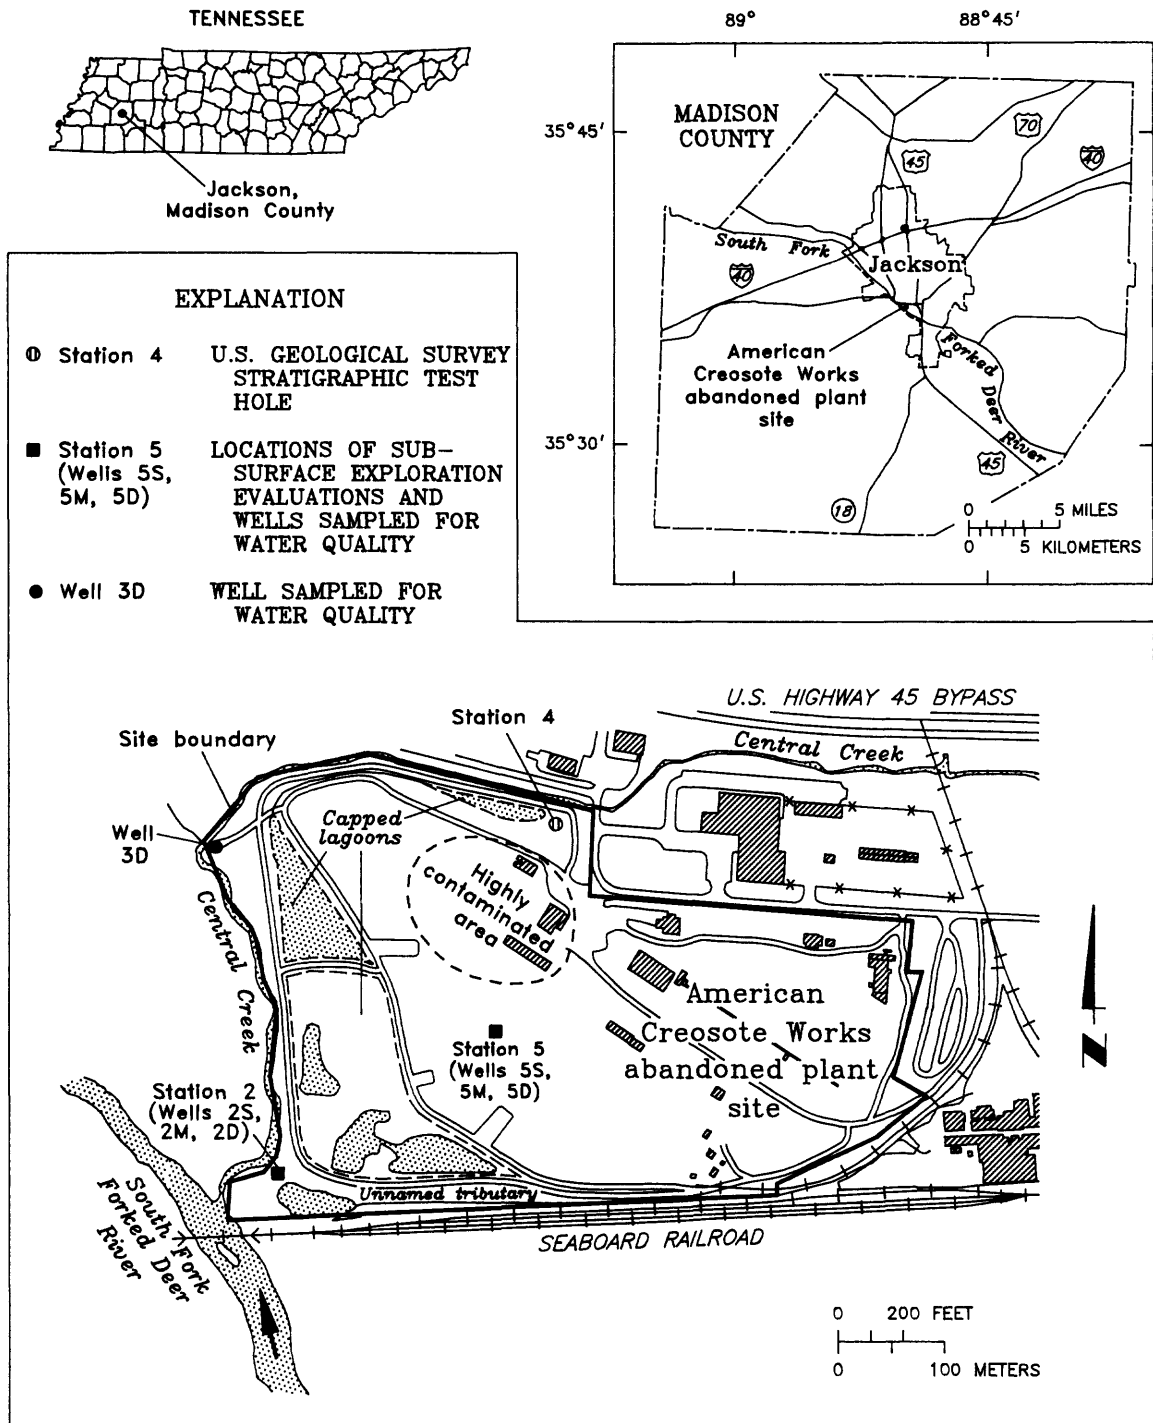 TENNESSEE
Jackson,
Madison County
89°
88°45'
35°45'
35°30'
MADISON
COUNTY
70
45
40
South Fork
40
Jackson
American
Creosote Works
abandoned plant
site
Forked Deer River
45
18
0 5 MILES
0 5 KILOMETERS
EXPLANATION
Station 4
U.S. GEOLOGICAL SURVEY
STRATIGRAPHIC TEST
HOLE
Station 5
(Wells 5S,
5M, 5D)
LOCATIONS OF SUB-
SURFACE EXPLORATION
EVALUATIONS AND
WELLS SAMPLED FOR
WATER QUALITY
Well 3D
WELL SAMPLED FOR
WATER QUALITY
U.S. HIGHWAY 45 BYPASS
Station 4
Site boundary
Central Creek
Well
3D
Capped
lagoons
Highly
contaminated
area
Central Creek
American
Creosote Works
abandoned plant
site
Station 5
(Wells 5S,
5M, 5D)
Station 2
(Wells 2S,
2M, 2D)
N
Unnamed tributary
South Fork
Forked Deer
River
SEABOARD RAILROAD
0 200 FEET
0 100 METERS